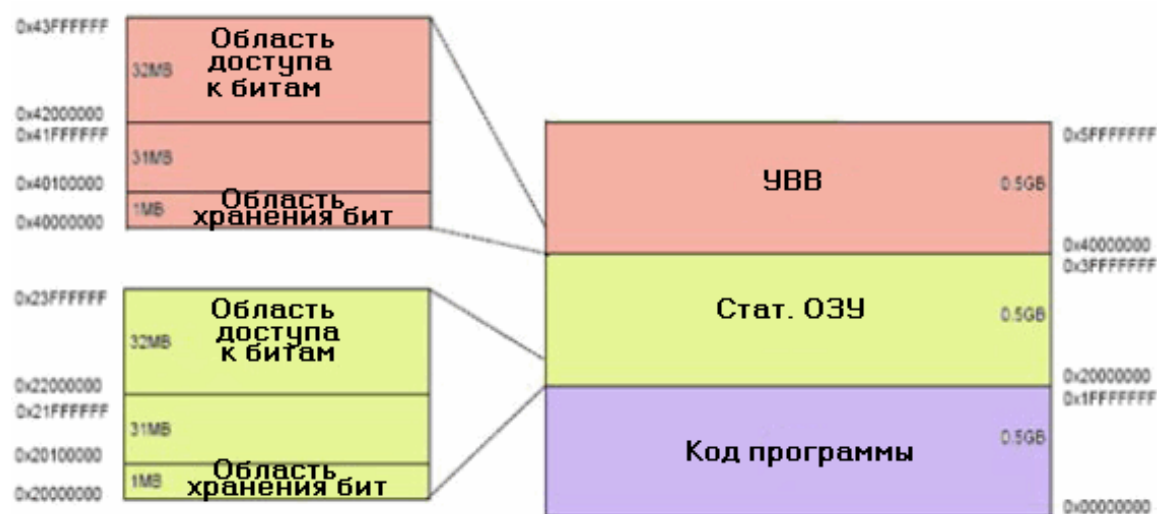 0x43FFFFFF
Область
доступа
к битам
32MB
0x42000000
0x41FFFFFF
31MB
0x40100000
Область
хранения бит
1MB
0x40000000
0x23FFFFFF
Область
доступа
к битам
32MB
0x22000000
0x21FFFFFF
31MB
0x20100000
Область
хранения бит
1MB
0x20000000
0x5FFFFFFF
УВВ
0.5GB
0x40000000
0x3FFFFFFF
Стат. ОЗУ
0.5GB
0x20000000
0x1FFFFFFF
Код программы
0.5GB
0x00000000